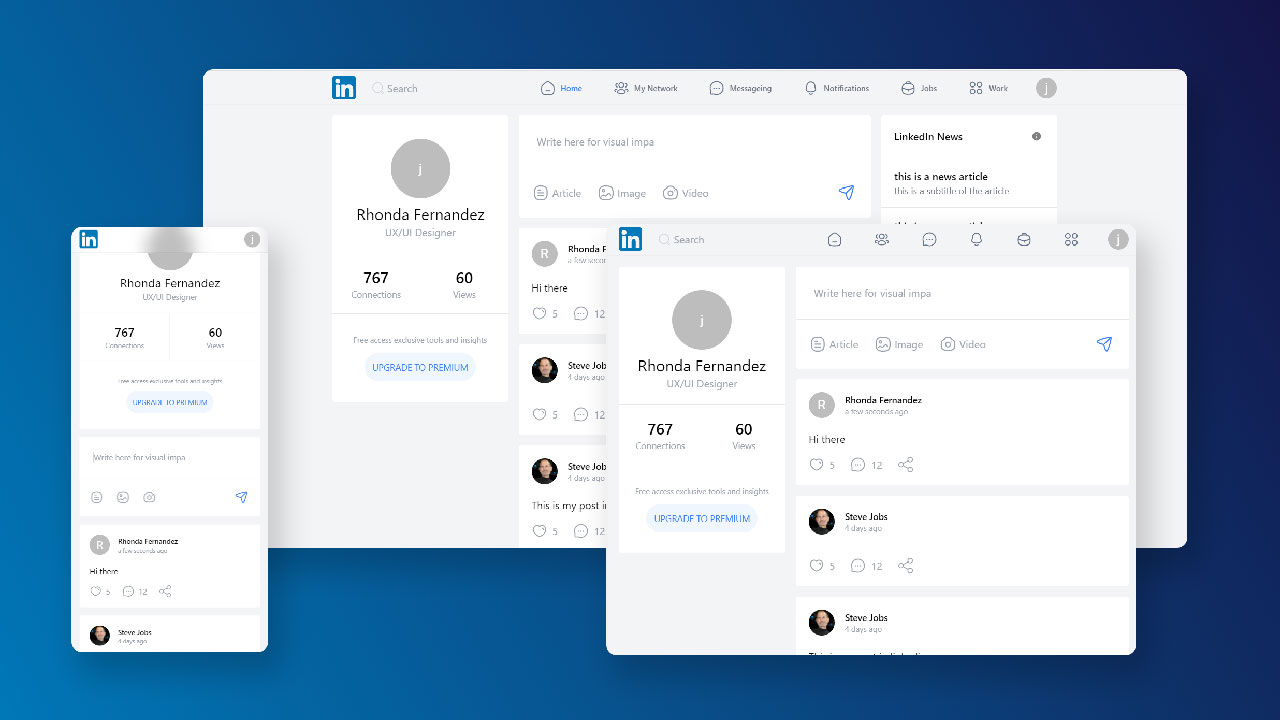 in Search Home My Network Messageing Notifications Jobs Work j
j
Rhonda Fernandez
UX/UI Designer
767 60
Connections Views
Free access exclusive tools and insights
UPGRADE TO PREMIUM
Write here for visual impa
Article Image Video
R Rhonda F
a few secon
Hi there
5 12
Steve Job
4 days ago
5 12
Steve Job
4 days ago
This is my post i
5 12
LinkedIn News
this is a news article
this is a subtitle of the article
in j
Rhonda Fernandez
UX/UI Designer
767 60
Connections Views
Free access exclusive tools and insights
UPGRADE TO PREMIUM
Write here for visual impa
R Rhonda Fernandez
a few seconds ago
Hi there
5 12
Steve Jobs
4 days ago
in Search j
j
Rhonda Fernandez
UX/UI Designer
767 60
Connections Views
Free access exclusive tools and insights
UPGRADE TO PREMIUM
Write here for visual impa
Article Image Video
R Rhonda Fernandez
a few seconds ago
Hi there
5 12
Steve Jobs
4 days ago
5 12
Steve Jobs
4 days ago